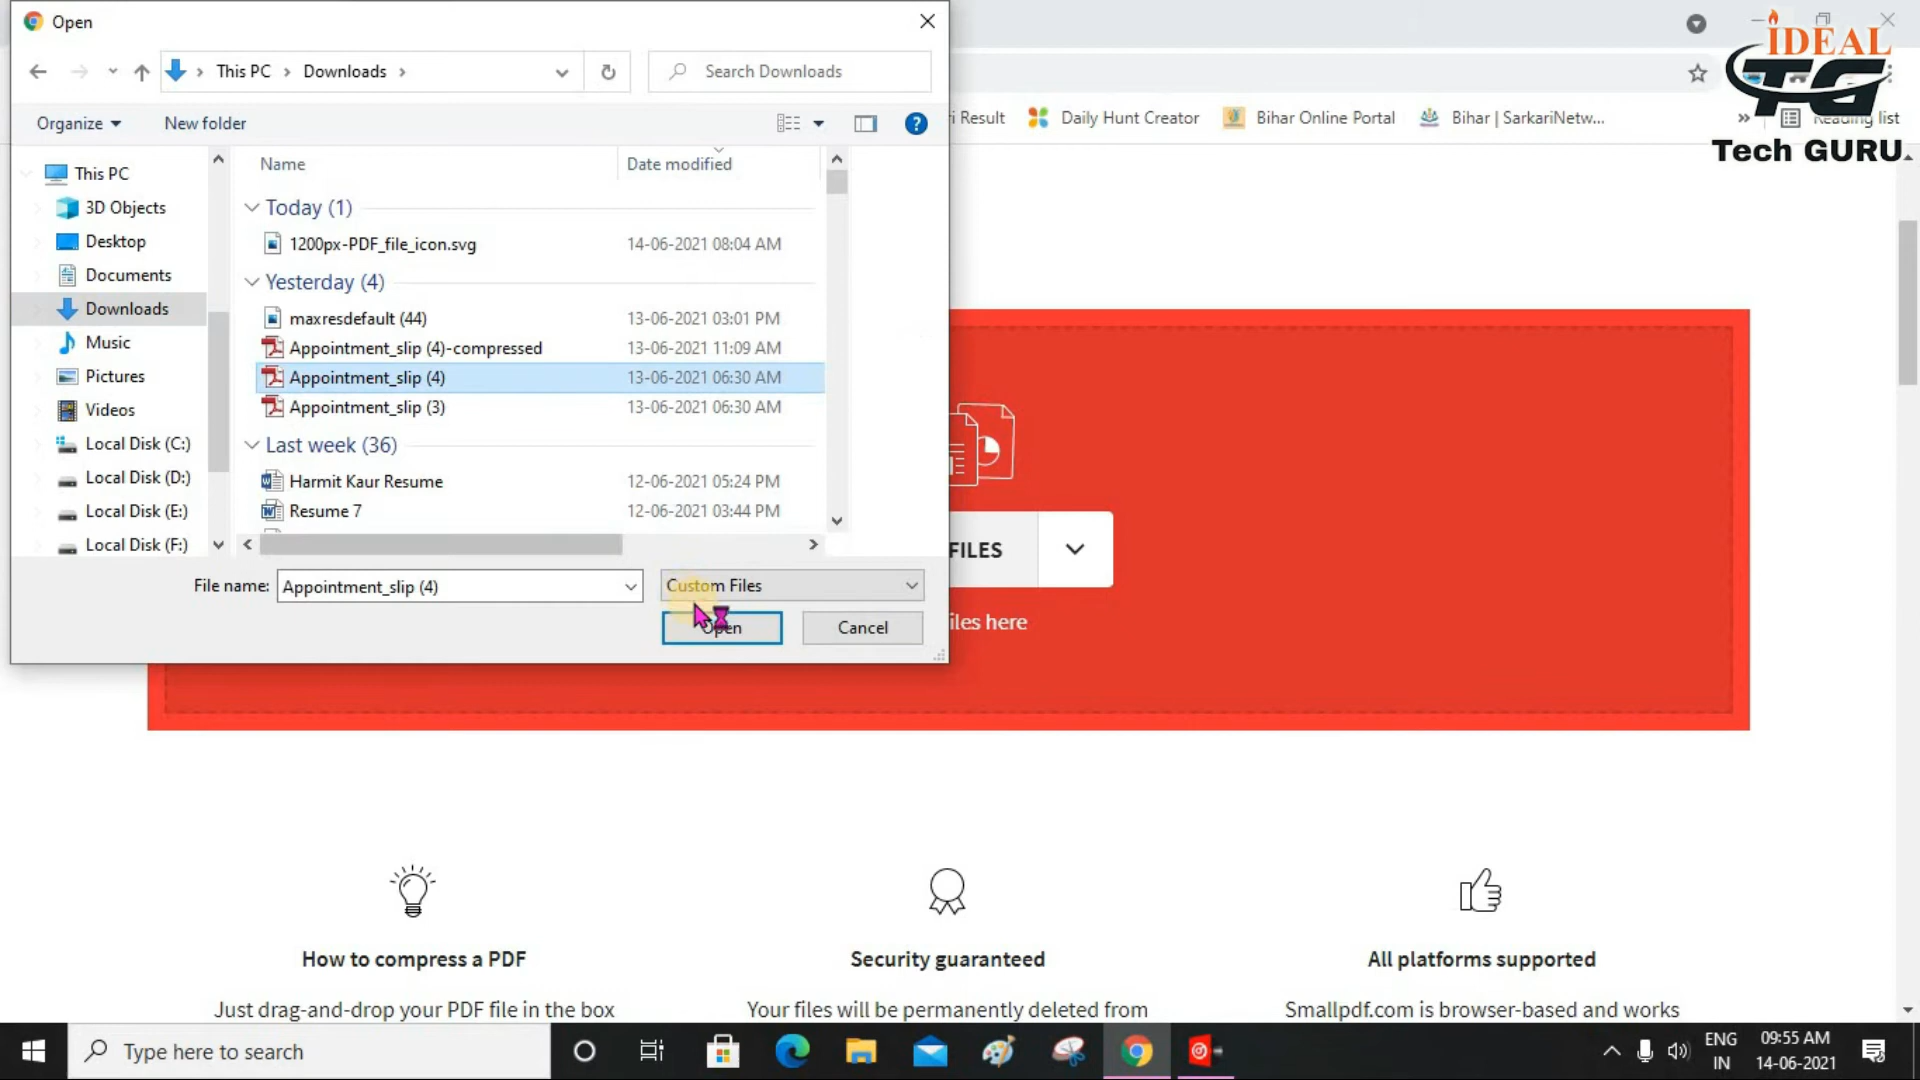 Open
This PC
Downloads
Search Downloads
Organize
New folder
Name
Date modified
This PC
3D Objects
Desktop
Documents
Downloads
Music
Pictures
Videos
Local Disk (C:)
Local Disk (D:)
Local Disk (E:)
Local Disk (F:)
Today (1)
1200px-PDF_file_icon.svg 14-06-2021 08:04 AM
Yesterday (4)
maxresdefault (44) 13-06-2021 03:01 PM
Appointment_slip (4)-compressed 13-06-2021 11:09 AM
Appointment_slip (4) 13-06-2021 06:30 AM
Appointment_slip (3) 13-06-2021 06:30 AM
Last week (36)
Harmit Kaur Resume 12-06-2021 05:24 PM
Resume 7 12-06-2021 03:44 PM
File name: Appointment_slip (4)
Custom Files
Open
Cancel
i Result
Daily Hunt Creator
Bihar Online Portal
Bihar | SarkariNetw...
Reading list
iDEAL
TG
Tech GURU
FILES
iles here
How to compress a PDF
Just drag-and-drop your PDF file in the box
Security guaranteed
Your files will be permanently deleted from
All platforms supported
Smallpdf.com is browser-based and works
Type here to search
ENG
IN
09:55 AM
14-06-2021